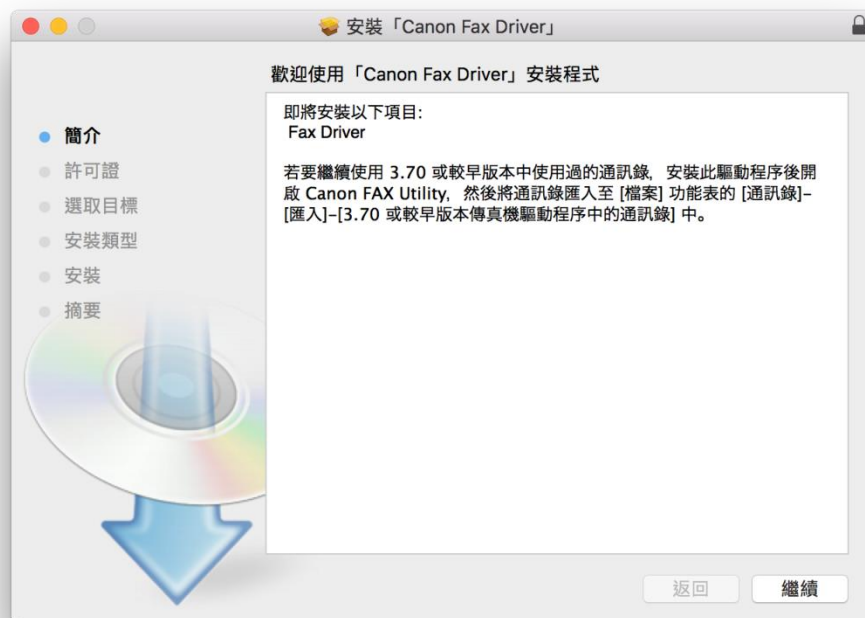 安裝「Canon Fax Driver」
歡迎使用「Canon Fax Driver」安裝程式
簡介
許可證
選取目標
安裝類型
安裝
摘要
即將安裝以下項目:
Fax Driver
若要繼續使用 3.70 或較早版本中使用過的通訊錄，安裝此驅動程序後開
啟 Canon FAX Utility，然後將通訊錄匯入至 [檔案] 功能表的 [通訊錄]-
[匯入]-[3.70 或較早版本傳真機驅動程序中的通訊錄] 中。
返回
繼續